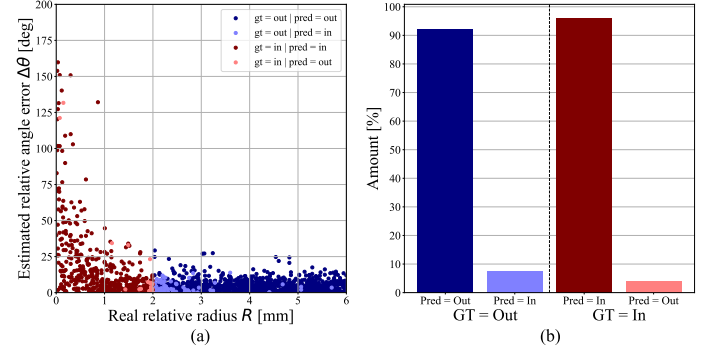 200
175
150
125
100
75
50
25
0
Estimated relative angle error Δθ [deg]
gt = out | pred = out
gt = out | pred = in
gt = in | pred = in
gt = in | pred = out
0 1 2 3 4 5 6
Real relative radius R [mm]
(a)
100
90
80
70
60
50
40
30
20
10
0
Amount [%]
Pred = Out Pred = In Pred = In Pred = Out
GT = Out GT = In
(b)